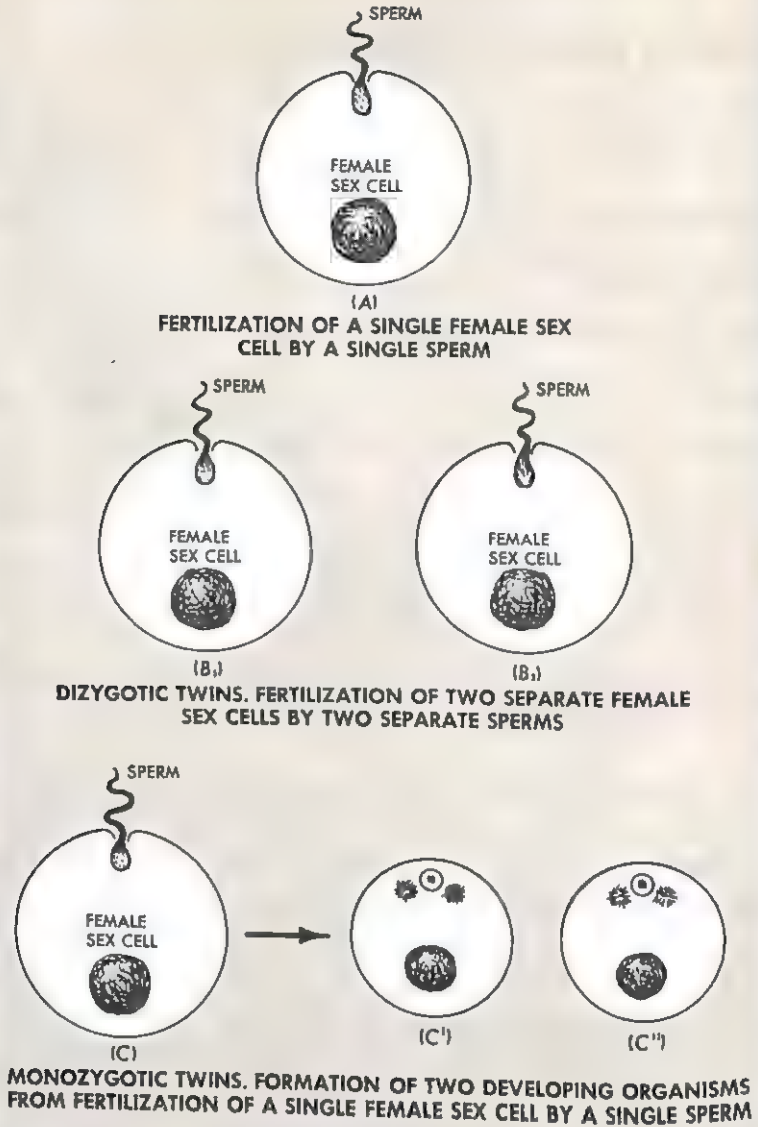 SPERM
FEMALE
SEX CELL
(A)
FERTILIZATION OF A SINGLE FEMALE SEX
CELL BY A SINGLE SPERM
SPERM
SPERM
FEMALE
SEX CELL
FEMALE
SEX CELL
(B₁)
(B₂)
DIZYGOTIC TWINS. FERTILIZATION OF TWO SEPARATE FEMALE
SEX CELLS BY TWO SEPARATE SPERMS
SPERM
FEMALE
SEX CELL
(C)
(C')
(C'')
MONOZYGOTIC TWINS. FORMATION OF TWO DEVELOPING ORGANISMS
FROM FERTILIZATION OF A SINGLE FEMALE SEX CELL BY A SINGLE SPERM